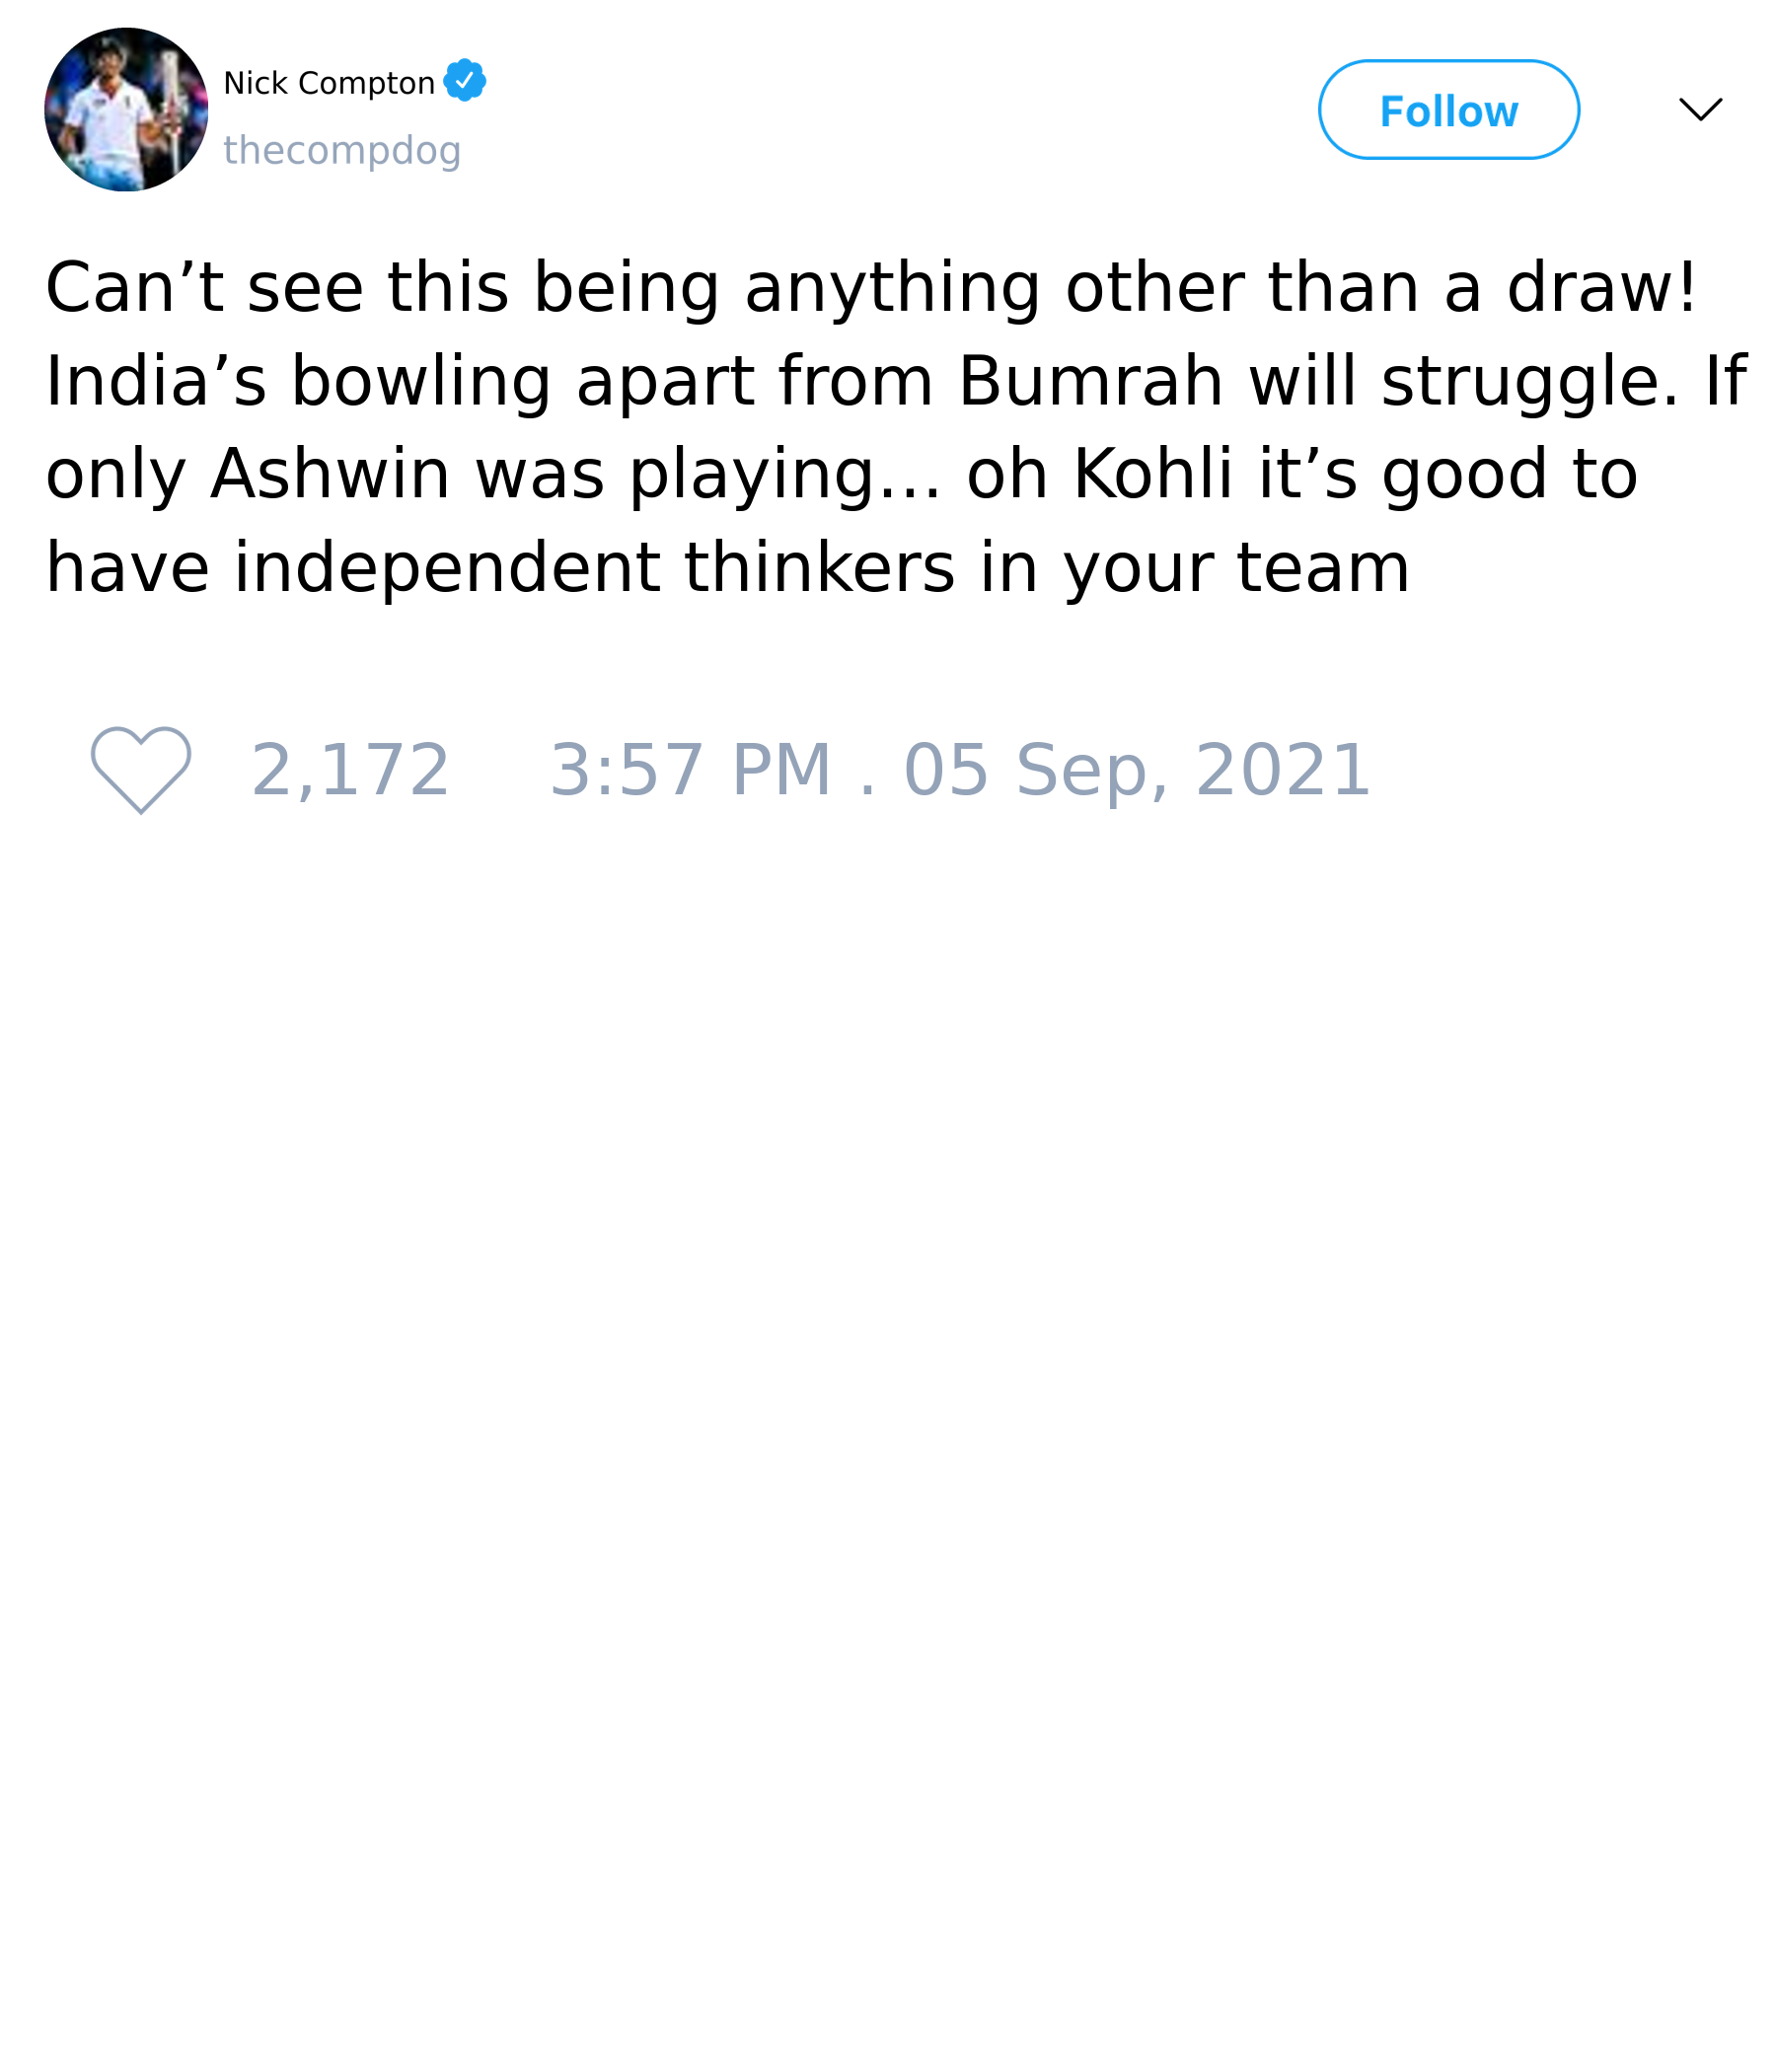 Nick Compton
thecompdog
Follow
Can’t see this being anything other than a draw!
India’s bowling apart from Bumrah will struggle. If
only Ashwin was playing… oh Kohli it’s good to
have independent thinkers in your team
2,172 3:57 PM . 05 Sep, 2021